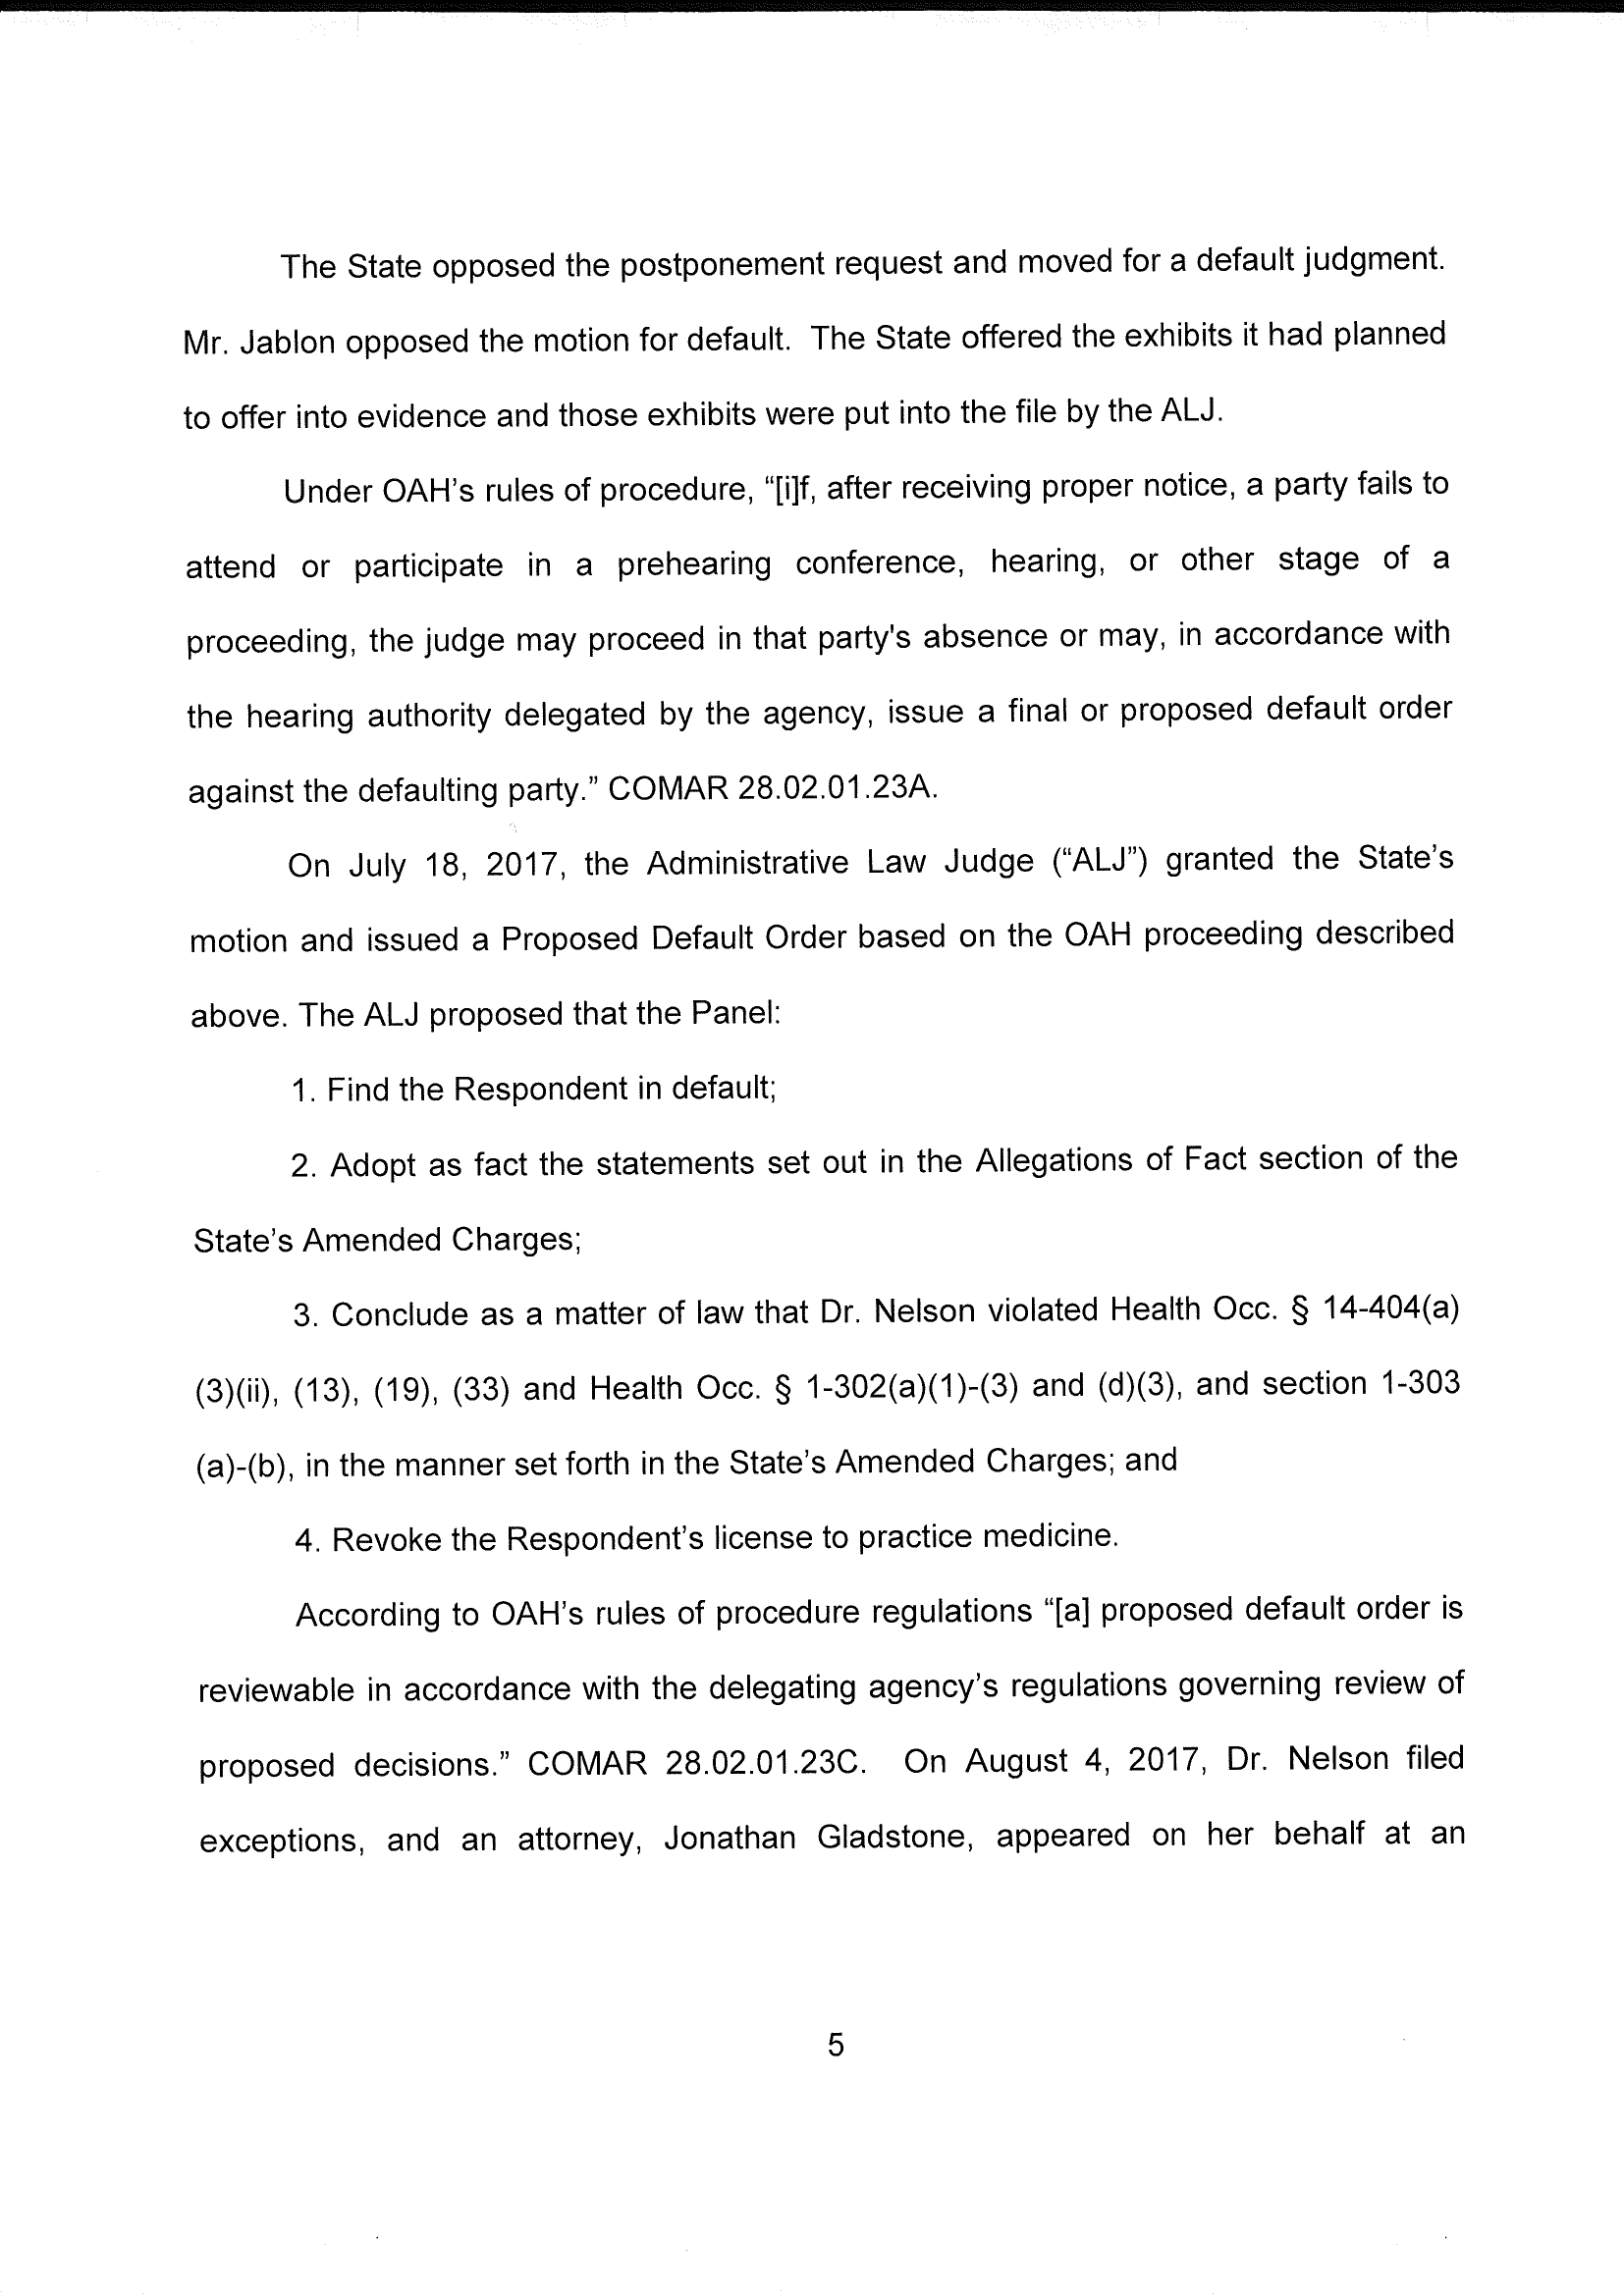 The State opposed the postponement request and moved for a default judgment.
Mr. Jablon opposed the motion for default.  The State offered the exhibits it had planned
to offer into evidence and those exhibits were put into the file by the ALJ.
Under OAH’s rules of procedure, “[i]f, after receiving proper notice, a party fails to
attend or participate in a prehearing conference, hearing, or other stage of a
proceeding, the judge may proceed in that party's absence or may, in accordance with
the hearing authority delegated by the agency, issue a final or proposed default order
against the defaulting party.” COMAR 28.02.01.23A.
On July 18, 2017, the Administrative Law Judge (“ALJ”) granted the State’s
motion and issued a Proposed Default Order based on the OAH proceeding described
above. The ALJ proposed that the Panel:
1. Find the Respondent in default;
2. Adopt as fact the statements set out in the Allegations of Fact section of the
State’s Amended Charges;
3. Conclude as a matter of law that Dr. Nelson violated Health Occ. § 14-404(a)
(3)(ii), (13), (19), (33) and Health Occ. § 1-302(a)(1)-(3) and (d)(3), and section 1-303
(a)-(b), in the manner set forth in the State’s Amended Charges; and
4. Revoke the Respondent’s license to practice medicine.
According to OAH’s rules of procedure regulations “[a] proposed default order is
reviewable in accordance with the delegating agency’s regulations governing review of
proposed decisions.” COMAR 28.02.01.23C.  On August 4, 2017, Dr. Nelson filed
exceptions, and an attorney, Jonathan Gladstone, appeared on her behalf at an
5